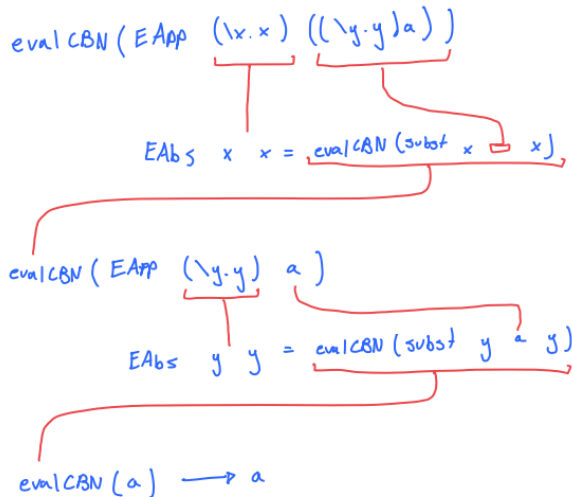 evalCBN (EApp (\x.x) ((\y.y)a))
EAbs x x = evalCBN (subst x ▭ x)
evalCBN (EApp (\y.y) a)
EAbs y y = evalCBN (subst y a y)
evalCBN (a) ⟶ a